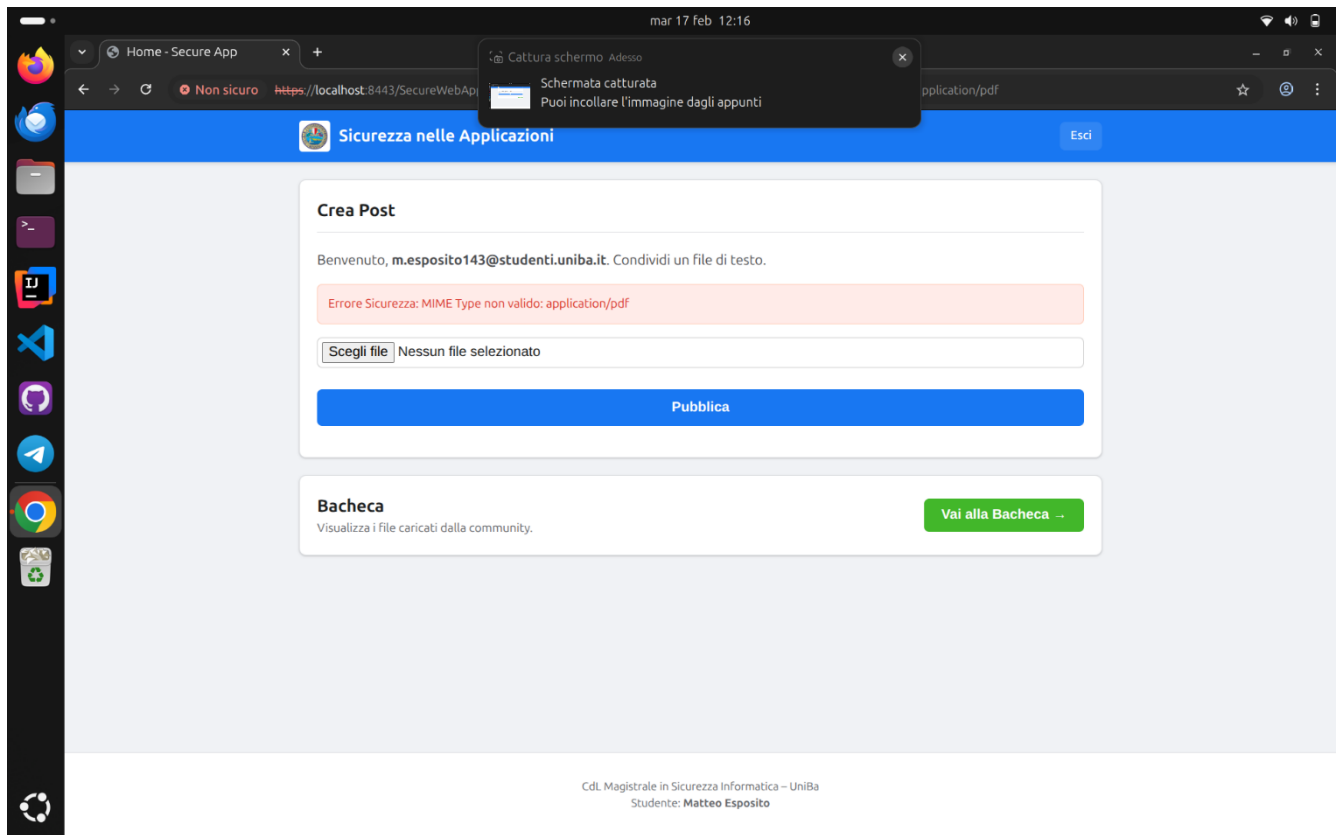 mar 17 feb 12:16
Home - Secure App
Cattura schermo Adesso
Schermata catturata
Puoi incollare l'immagine dagli appunti
Non sicuro https://localhost:8443/SecureWebAp pplication/pdf
Sicurezza nelle Applicazioni
Esci
Crea Post
Benvenuto, m.esposito143@studenti.uniba.it. Condividi un file di testo.
Errore Sicurezza: MIME Type non valido: application/pdf
Scegli file Nessun file selezionato
Pubblica
Bacheca
Visualizza i file caricati dalla community.
Vai alla Bacheca →
CdL Magistrale in Sicurezza Informatica – UniBa
Studente: Matteo Esposito